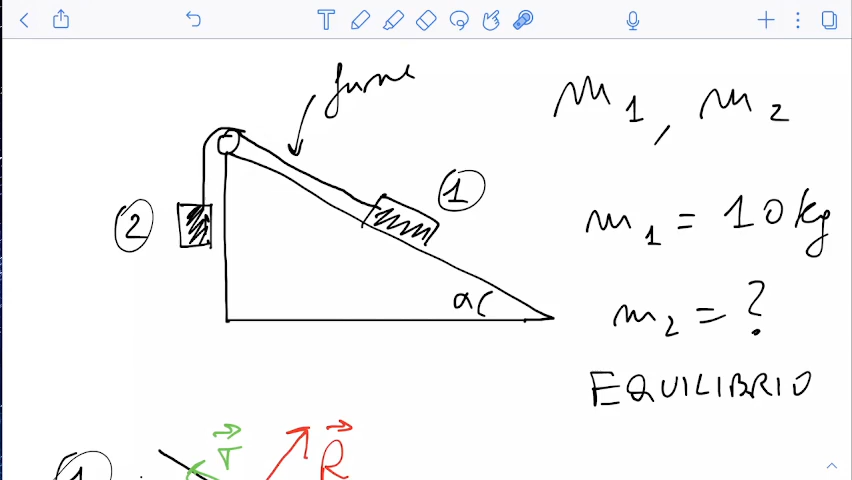 fune
m₁, m₂
①
②
m₁ = 10 kg
α
m₂ = ?
EQUILIBRIO
①
T
R